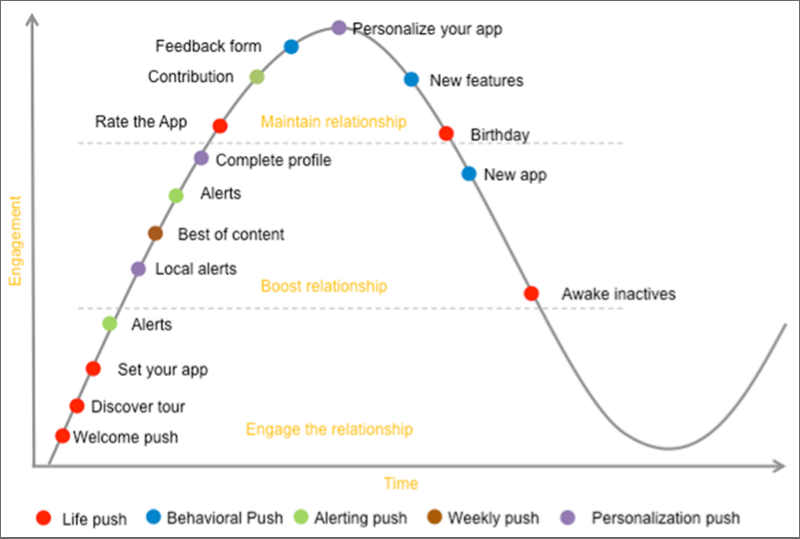 Personalize your app
Feedback form
Contribution
New features
Rate the App
Maintain relationship
Birthday
Complete profile
New app
Alerts
Engagement
Best of content
Local alerts
Boost relationship
Awake inactives
Alerts
Set your app
Discover tour
Engage the relationship
Welcome push
Time
Life push
Behavioral Push
Alerting push
Weekly push
Personalization push